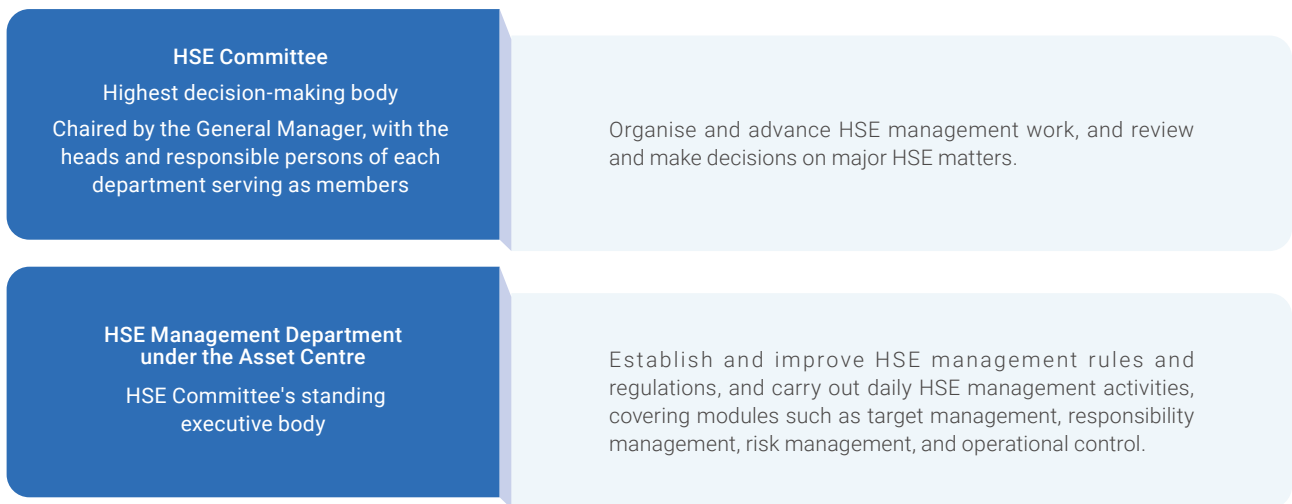 HSE Committee
Highest decision-making body
Chaired by the General Manager, with the
heads and responsible persons of each
department serving as members
Organise and advance HSE management work, and review
and make decisions on major HSE matters.
HSE Management Department
under the Asset Centre
HSE Committee's standing
executive body
Establish and improve HSE management rules and
regulations, and carry out daily HSE management activities,
covering modules such as target management, responsibility
management, risk management, and operational control.